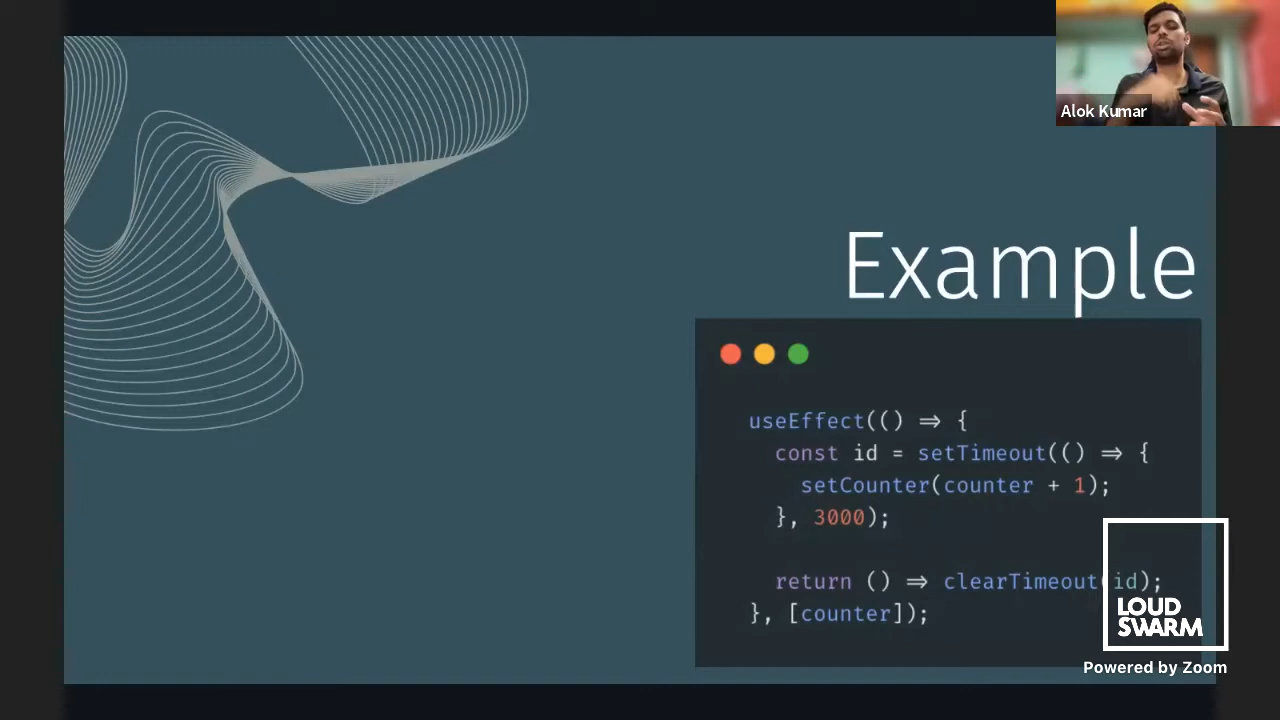 Alok Kumar
Example
useEffect(() => {
const id = setTimeout(() => {
setCounter(counter + 1);
}, 3000);
return () => clearTimeout(id);
}, [counter]);
LOUD
SWARM
Powered by Zoom